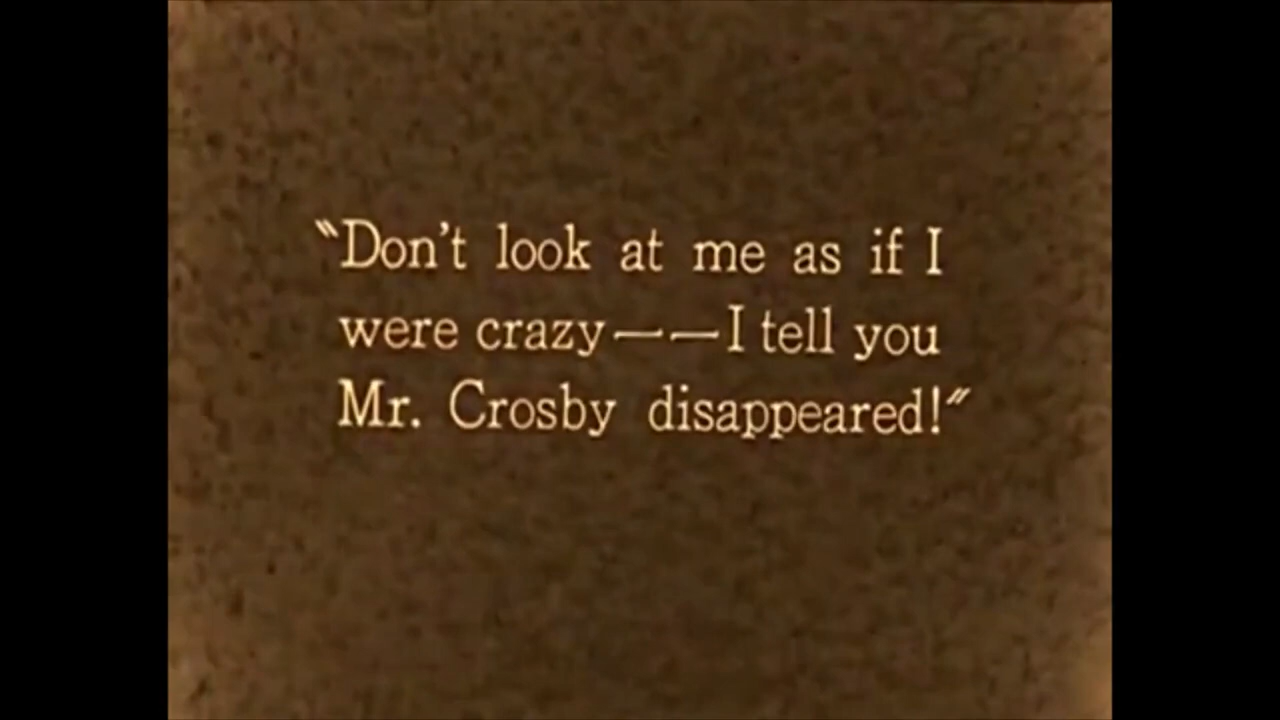 "Don't look at me as if I
were crazy——I tell you
Mr. Crosby disappeared!"